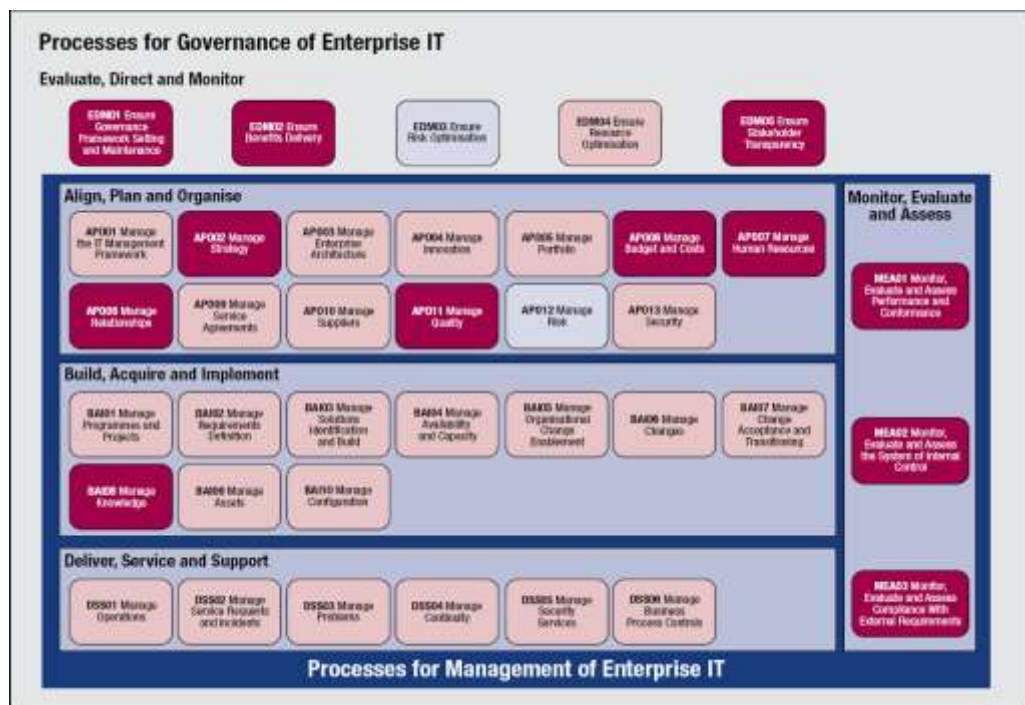 Processes for Governance of Enterprise IT
Evaluate, Direct and Monitor
EDM01 Ensure
Governance
Framework Setting
and Maintenance
EDM02 Ensure
Benefits Delivery
EDM03 Ensure
Risk Optimisation
EDM04 Ensure
Resource
Optimisation
EDM05 Ensure
Stakeholder
Transparency
Align, Plan and Organise
APO01 Manage
the IT Management
Framework
APO02 Manage
Strategy
APO03 Manage
Enterprise
Architecture
APO04 Manage
Innovation
APO05 Manage
Portfolio
APO06 Manage
Budget and Costs
APO07 Manage
Human Resources
APO08 Manage
Relationships
APO09 Manage
Service
Agreements
APO10 Manage
Suppliers
APO11 Manage
Quality
APO12 Manage
Risk
APO13 Manage
Security
Build, Acquire and Implement
BAI01 Manage
Programmes and
Projects
BAI02 Manage
Requirements
Definition
BAI03 Manage
Solutions
Identification
and Build
BAI04 Manage
Availability
and Capacity
BAI05 Manage
Organisational
Change
Enablement
BAI06 Manage
Changes
BAI07 Manage
Change
Acceptance and
Transitioning
BAI08 Manage
Knowledge
BAI09 Manage
Assets
BAI10 Manage
Configuration
Deliver, Service and Support
DSS01 Manage
Operations
DSS02 Manage
Service Requests
and Incidents
DSS03 Manage
Problems
DSS04 Manage
Continuity
DSS05 Manage
Security
Services
DSS06 Manage
Business
Process Controls
Monitor, Evaluate
and Assess
MEA01 Monitor,
Evaluate and Assess
Performance and
Conformance
MEA02 Monitor,
Evaluate and Assess
the System of Internal
Control
MEA03 Monitor,
Evaluate and Assess
Compliance With
External Requirements
Processes for Management of Enterprise IT